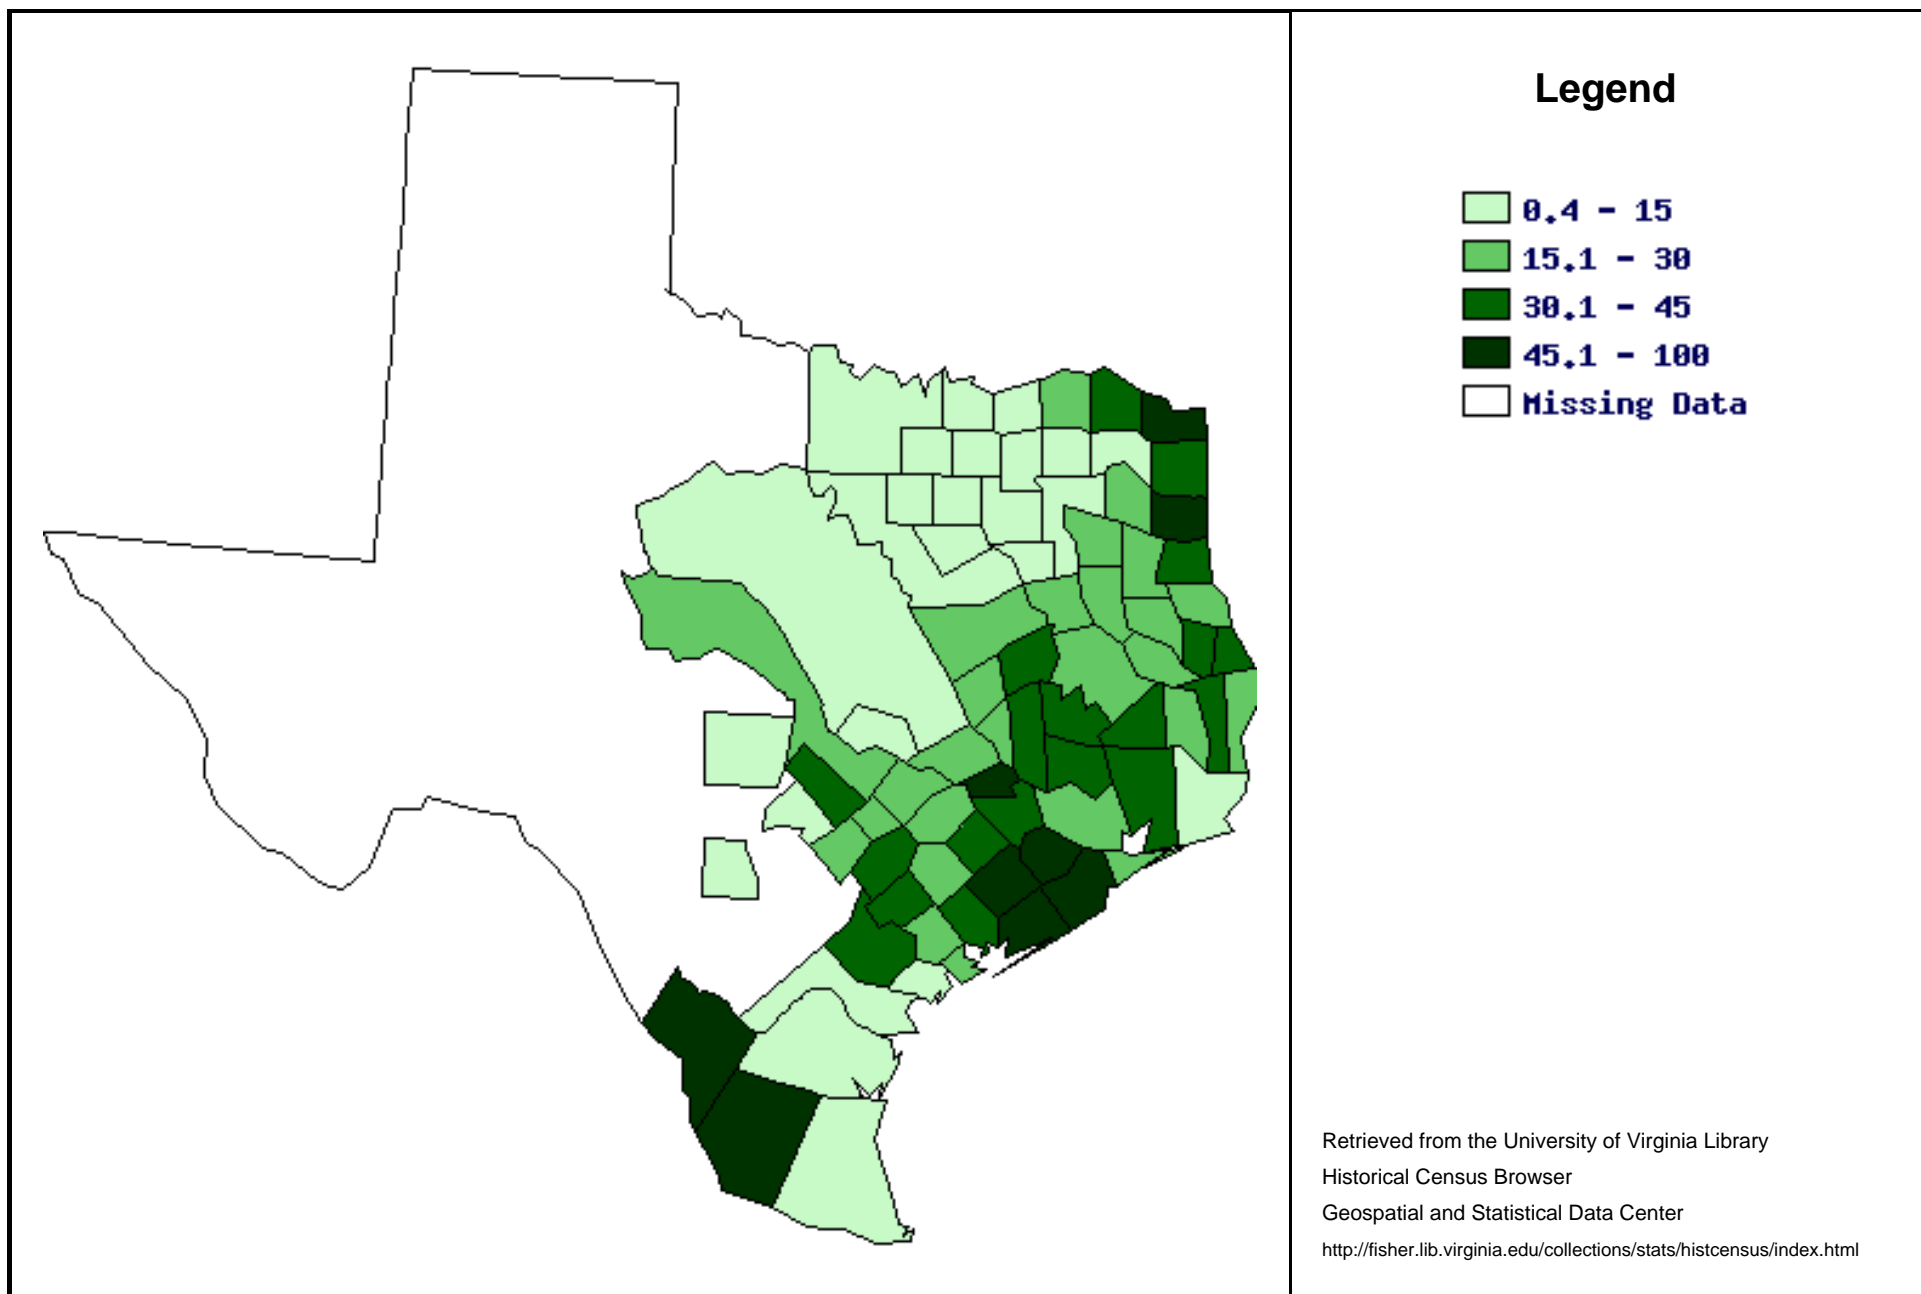 Legend
0.4 - 15
15.1 - 30
30.1 - 45
45.1 - 100
Missing Data
Retrieved from the University of Virginia Library
Historical Census Browser
Geospatial and Statistical Data Center
http://fisher.lib.virginia.edu/collections/stats/histcensus/index.html